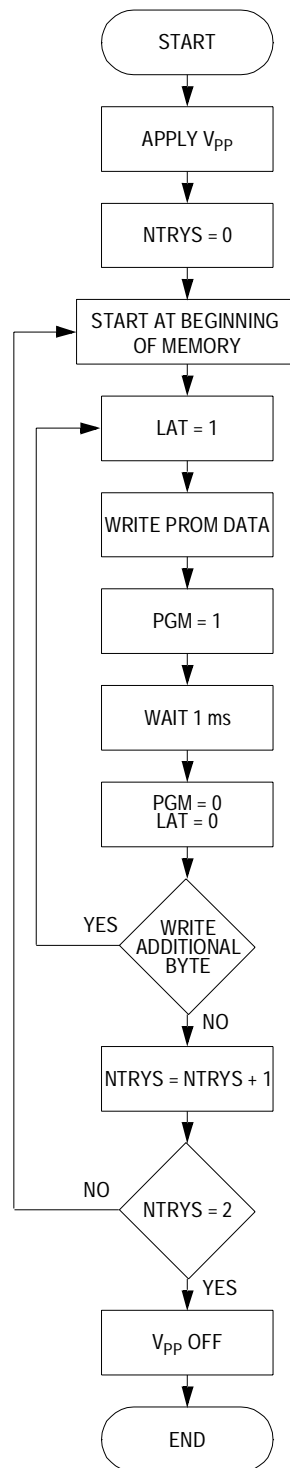 START
APPLY VPP
NTRYS = 0
START AT BEGINNING
OF MEMORY
LAT = 1
WRITE PROM DATA
PGM = 1
WAIT 1 ms
PGM = 0
LAT = 0
YES
WRITE
ADDITIONAL
BYTE
NO
NTRYS = NTRYS + 1
NO
NTRYS = 2
YES
VPP OFF
END